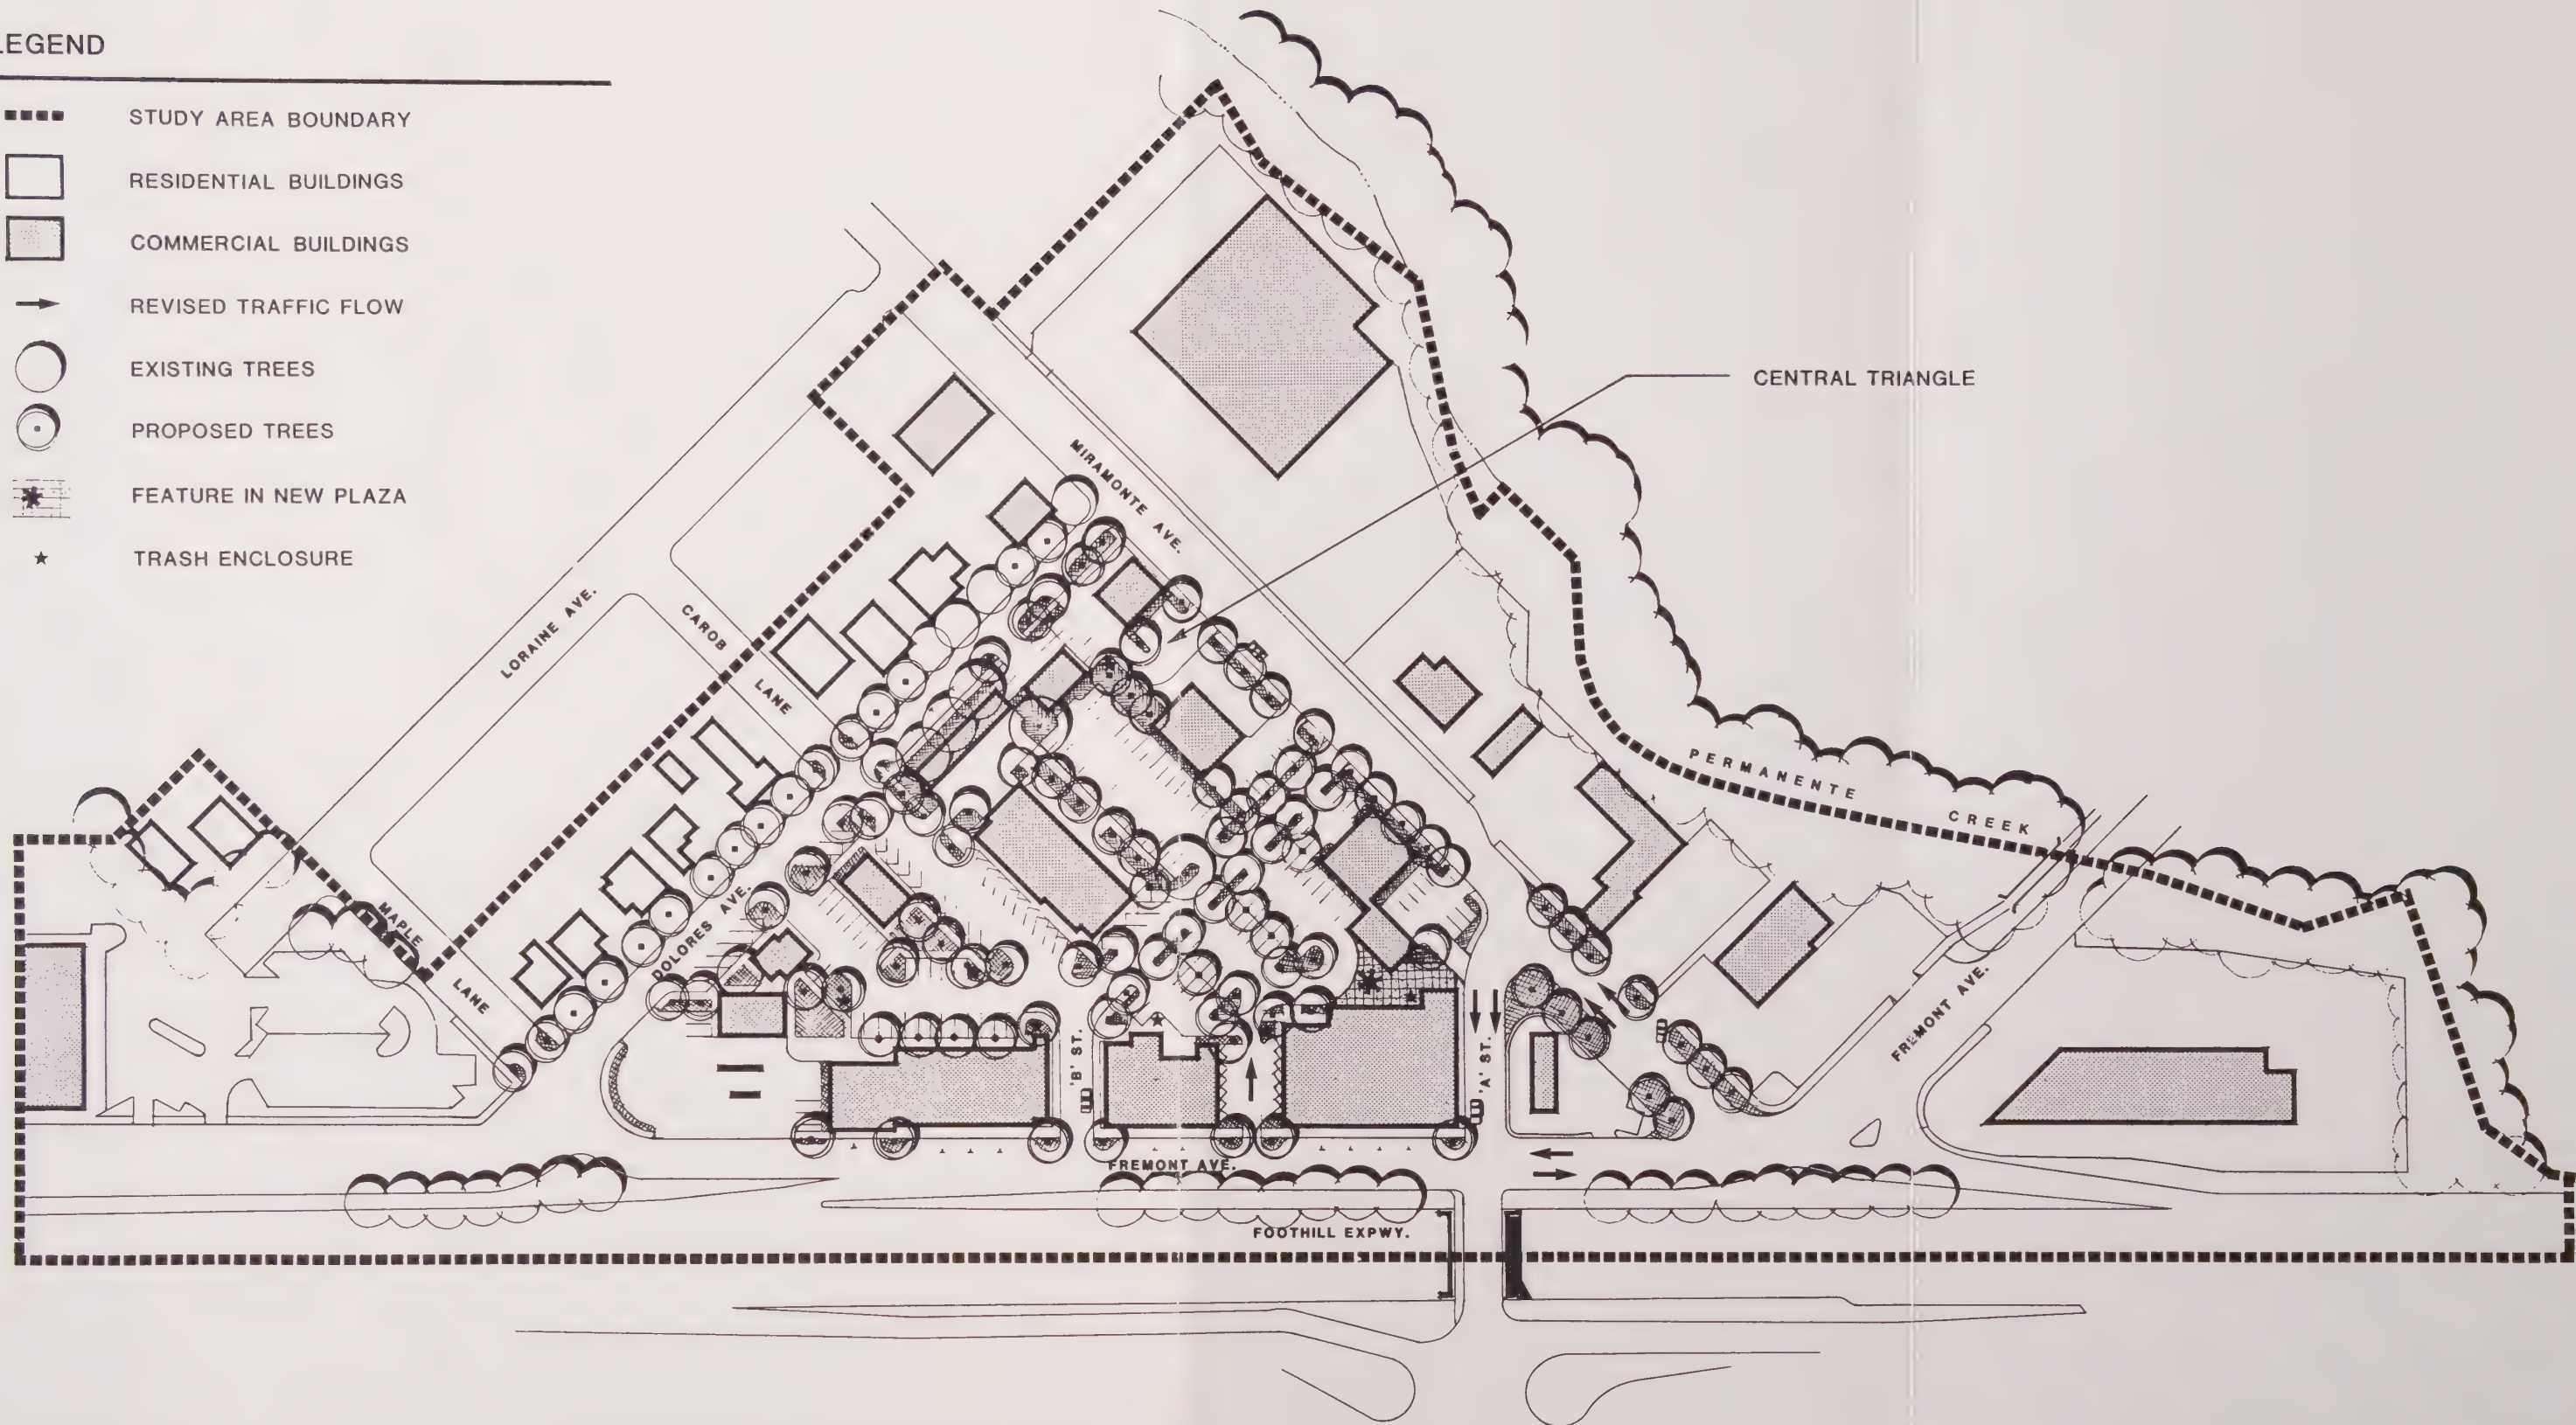 LEGEND
STUDY AREA BOUNDARY
RESIDENTIAL BUILDINGS
COMMERCIAL BUILDINGS
REVISED TRAFFIC FLOW
EXISTING TREES
PROPOSED TREES
FEATURE IN NEW PLAZA
TRASH ENCLOSURE
CENTRAL TRIANGLE
MIRAMONTE AVE.
LORAINE AVE.
CAROB
LANE
PERMANENTE
CREEK
MAPLE
LANE
DOLORES AVE.
'B' ST.
'A' ST.
FREMONT AVE.
FREMONT AVE.
FOOTHILL EXPWY.